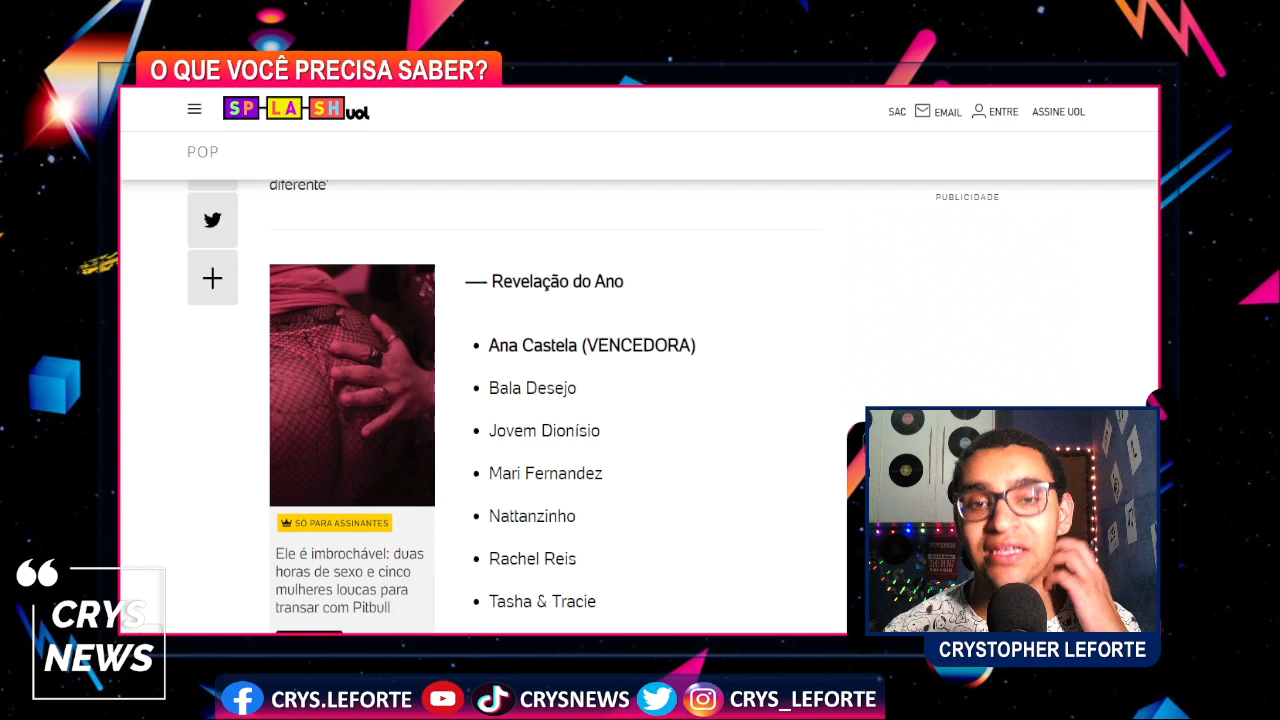 O QUE VOCÊ PRECISA SABER?
SPLASH uol
SAC EMAIL ENTRE ASSINE UOL
POP
diferente'
PUBLICIDADE
— Revelação do Ano
• Ana Castela (VENCEDORA)
• Bala Desejo
• Jovem Dionísio
• Mari Fernandez
• Nattanzinho
• Rachel Reis
• Tasha & Tracie
SÓ PARA ASSINANTES
Ele é imbrochável: duas
horas de sexo e cinco
mulheres loucas para
transar com Pitbull
CRYS
NEWS
CRYSTOPHER LEFORTE
CRYS.LEFORTE CRYSNEWS CRYS_LEFORTE